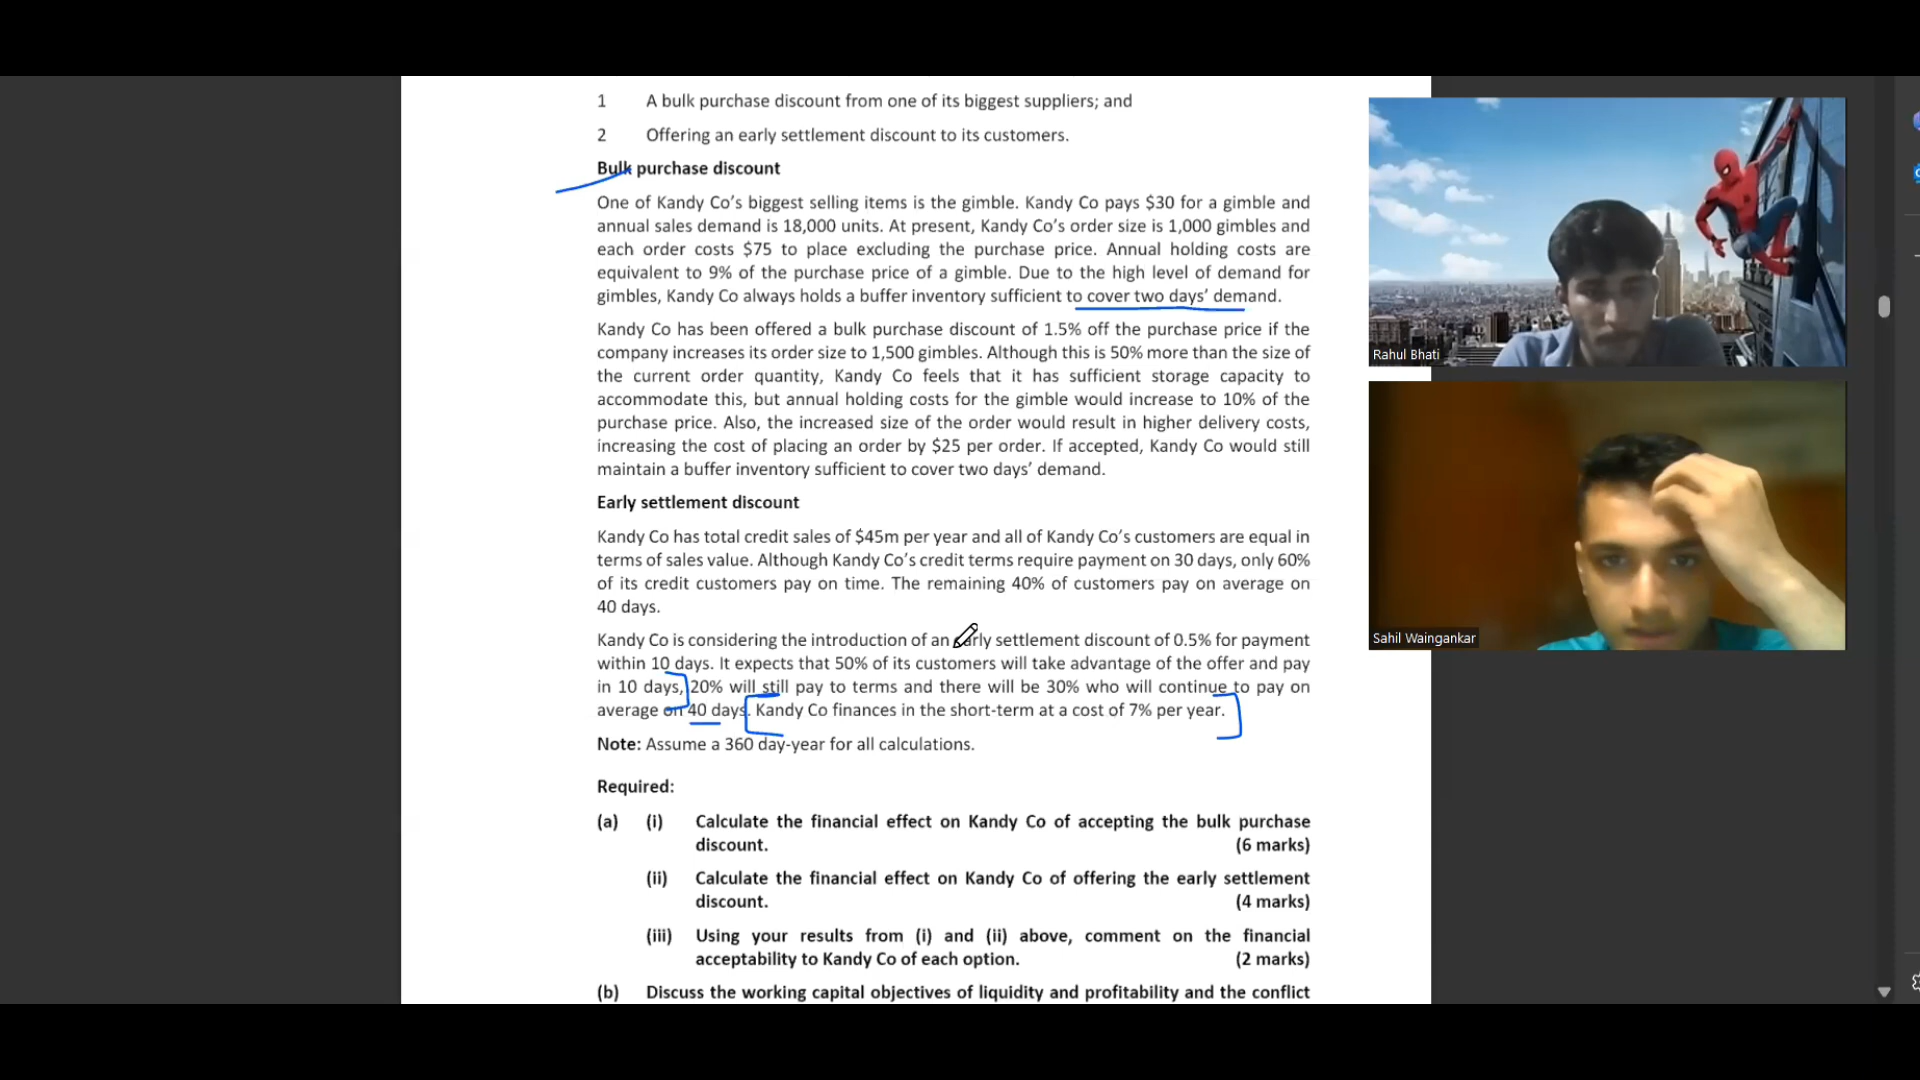 1 A bulk purchase discount from one of its biggest suppliers; and
2 Offering an early settlement discount to its customers.
Bulk purchase discount
One of Kandy Co's biggest selling items is the gimble. Kandy Co pays $30 for a gimble and
annual sales demand is 18,000 units. At present, Kandy Co's order size is 1,000 gimbles and
each order costs $75 to place excluding the purchase price. Annual holding costs are
equivalent to 9% of the purchase price of a gimble. Due to the high level of demand for
gimbles, Kandy Co always holds a buffer inventory sufficient to cover two days' demand.
Kandy Co has been offered a bulk purchase discount of 1.5% off the purchase price if the
company increases its order size to 1,500 gimbles. Although this is 50% more than the size of
the current order quantity, Kandy Co feels that it has sufficient storage capacity to
accommodate this, but annual holding costs for the gimble would increase to 10% of the
purchase price. Also, the increased size of the order would result in higher delivery costs,
increasing the cost of placing an order by $25 per order. If accepted, Kandy Co would still
maintain a buffer inventory sufficient to cover two days' demand.
Early settlement discount
Kandy Co has total credit sales of $45m per year and all of Kandy Co's customers are equal in
terms of sales value. Although Kandy Co's credit terms require payment on 30 days, only 60%
of its credit customers pay on time. The remaining 40% of customers pay on average on
40 days.
Kandy Co is considering the introduction of an early settlement discount of 0.5% for payment
within 10 days. It expects that 50% of its customers will take advantage of the offer and pay
in 10 days, 20% will still pay to terms and there will be 30% who will continue to pay on
average on 40 days. Kandy Co finances in the short-term at a cost of 7% per year.
Note: Assume a 360 day-year for all calculations.
Required:
(a) (i) Calculate the financial effect on Kandy Co of accepting the bulk purchase
discount. (6 marks)
(ii) Calculate the financial effect on Kandy Co of offering the early settlement
discount. (4 marks)
(iii) Using your results from (i) and (ii) above, comment on the financial
acceptability to Kandy Co of each option. (2 marks)
(b) Discuss the working capital objectives of liquidity and profitability and the conflict
Rahul Bhati
Sahil Waingankar